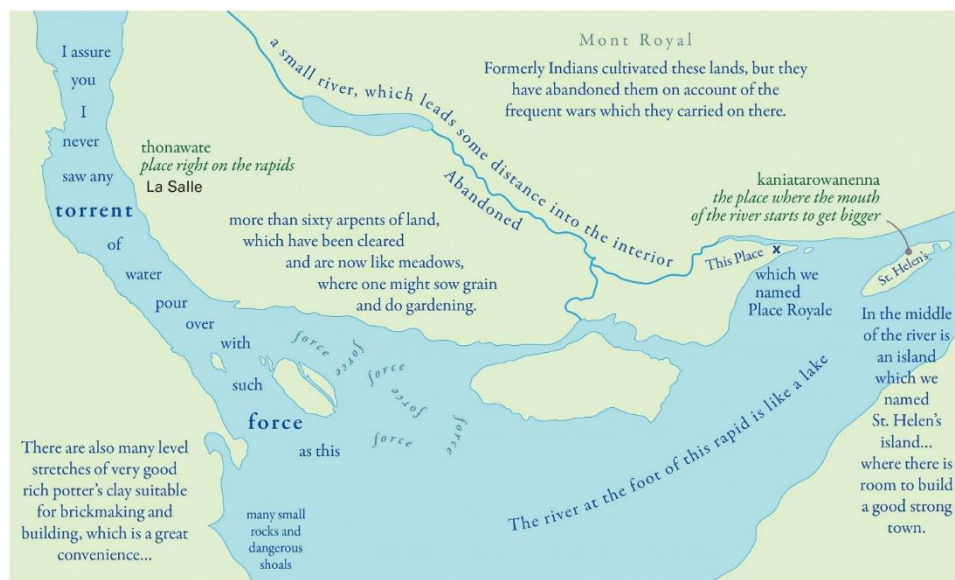 I assure
you
I
never
saw any
torrent
of
water
pour
over
with
such
force
as this
thonawate
place right on the rapids
La Salle
a small river, which leads some distance into the interior
Abandoned
Mont Royal
Formerly Indians cultivated these lands, but they
have abandoned them on account of the
frequent wars which they carried on there.
more than sixty arpents of land,
which have been cleared
and are now like meadows,
where one might sow grain
and do gardening.
kaniatarowanenna
the place where the mouth
of the river starts to get bigger
This Place x
which we
named
Place Royale
St. Helen's
In the middle
of the river is
an island
which we
named
St. Helen's
island...
where there is
room to build
a good strong
town.
force
force
force
force
force
force
force
The river at the foot of this rapid is like a lake
There are also many level
stretches of very good
rich potter's clay suitable
for brickmaking and
building, which is a great
convenience...
many small
rocks and
dangerous
shoals